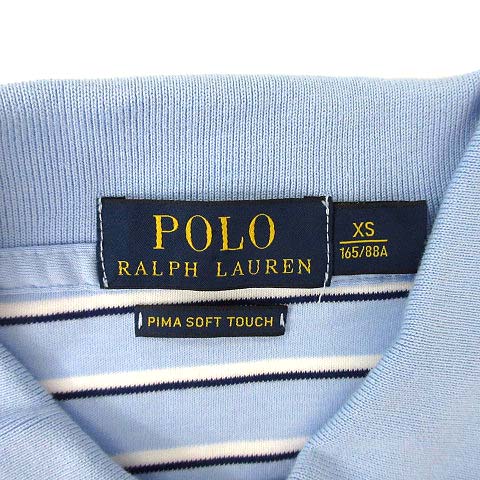 POLO
RALPH LAUREN
XS
165/88A
PIMA SOFT TOUCH